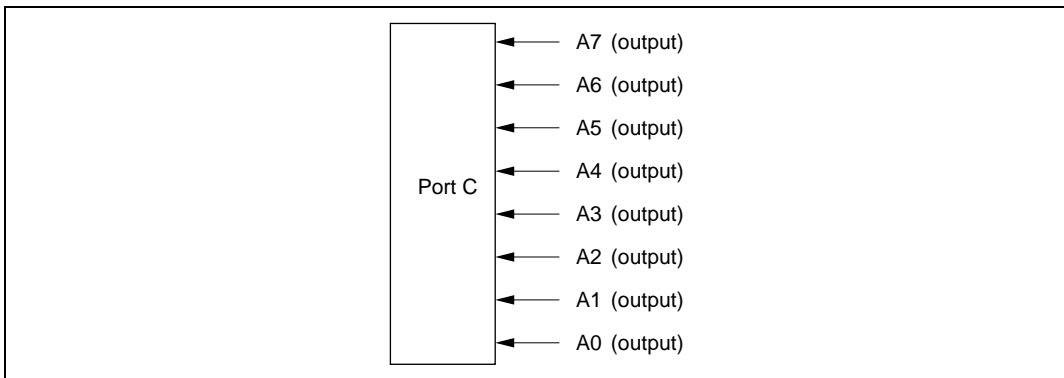 A7 (output)
A6 (output)
A5 (output)
A4 (output)
Port C
A3 (output)
A2 (output)
A1 (output)
A0 (output)